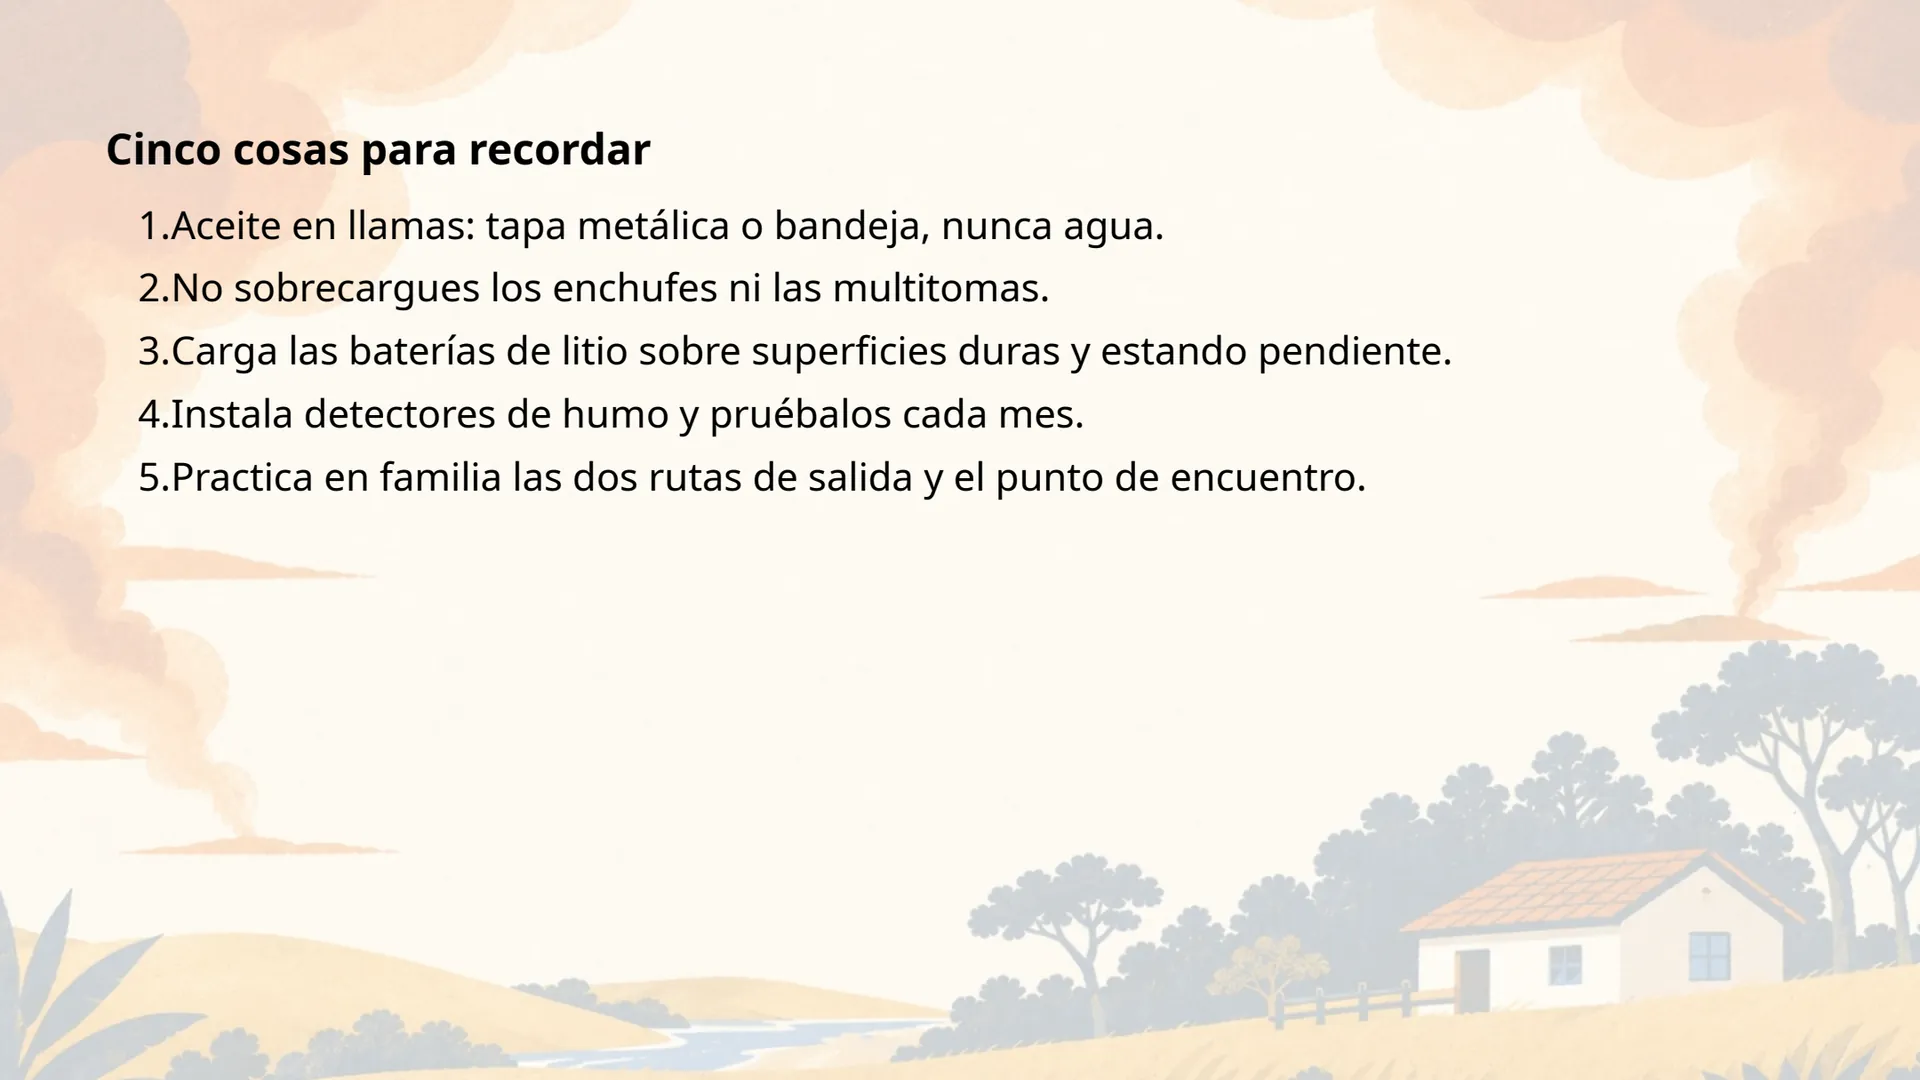 Cinco cosas para recordar
1.Aceite en llamas: tapa metálica o bandeja, nunca agua.
2.No sobrecargues los enchufes ni las multitomas.
3.Carga las baterías de litio sobre superficies duras y estando pendiente.
4.Instala detectores de humo y pruébalos cada mes.
5.Practica en familia las dos rutas de salida y el punto de encuentro.